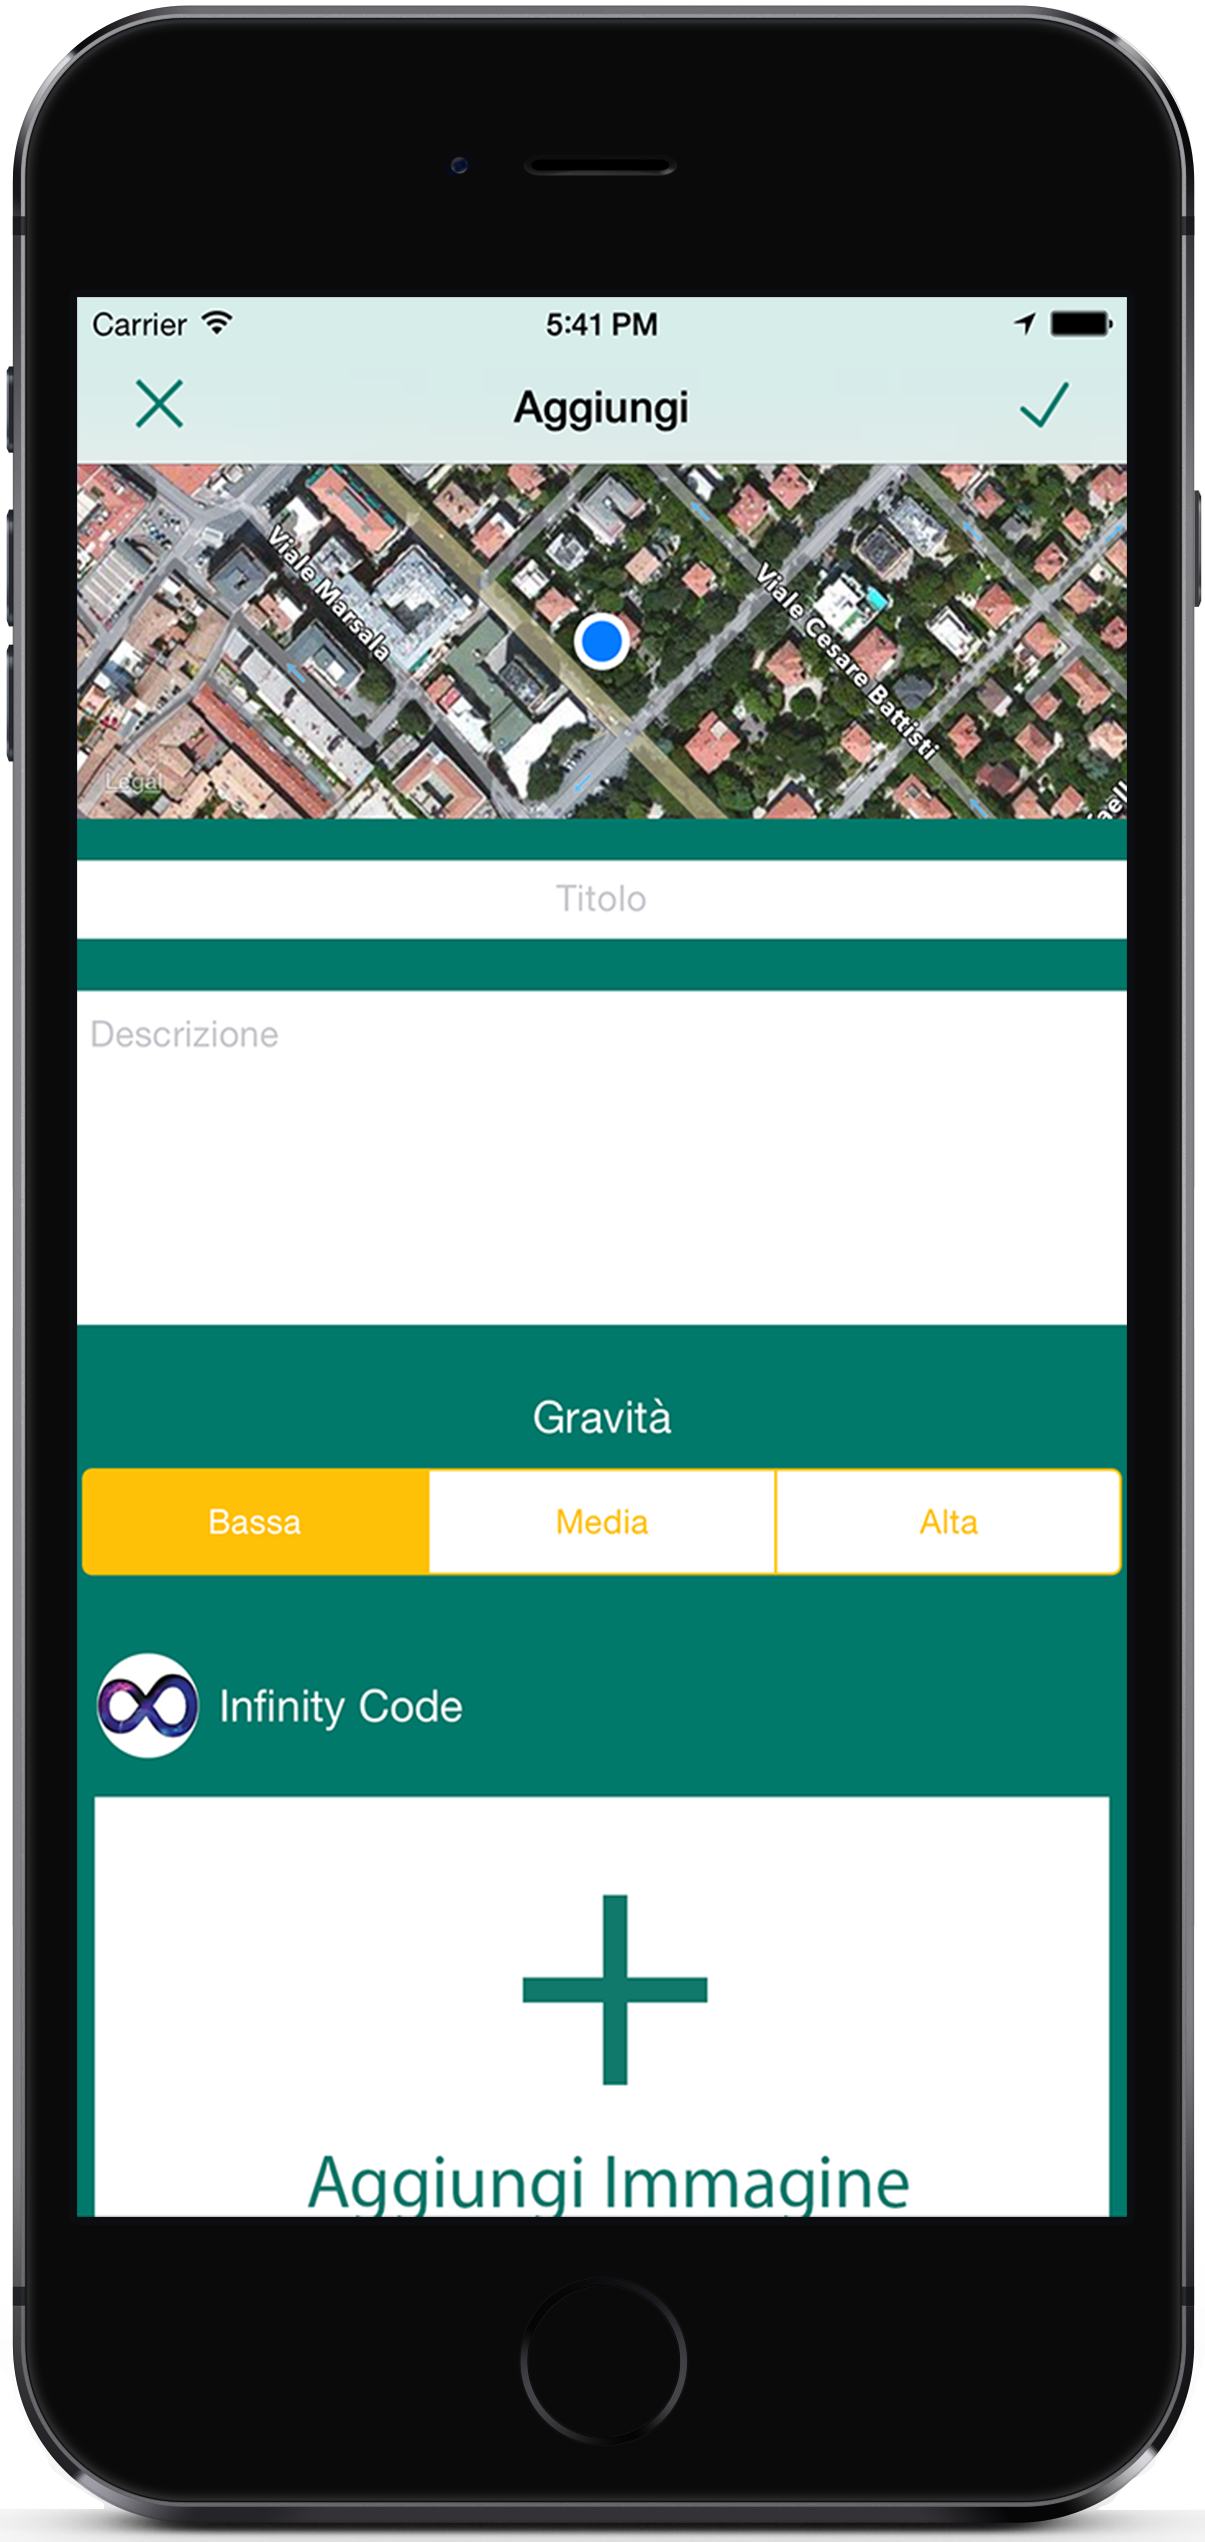 Carrier 5:41 PM
Aggiungi
Viale Marsala
Viale Cesare Battisti
Legal
Titolo
Descrizione
Gravità
Bassa Media Alta
Infinity Code
Aggiungi Immagine